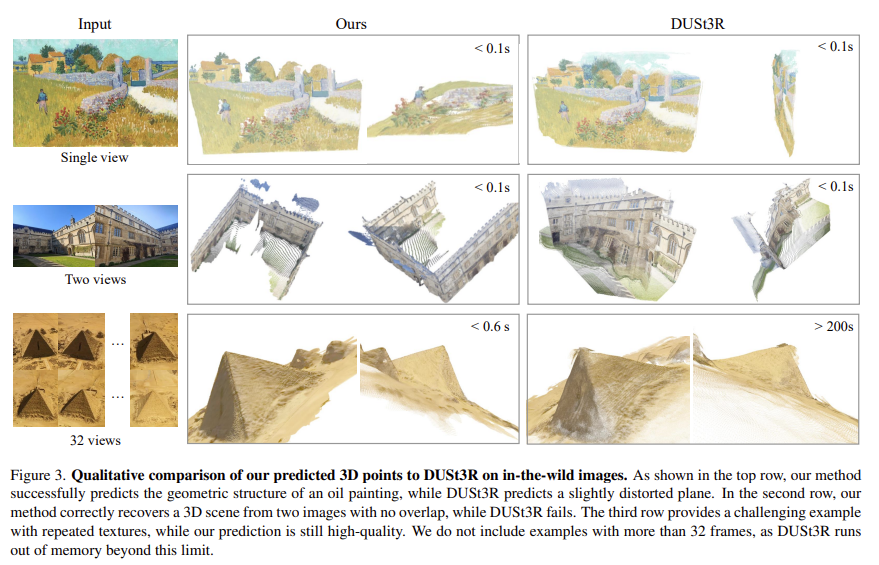 Input
Ours
DUSt3R
< 0.1s
< 0.1s
Single view
< 0.1s
< 0.1s
Two views
< 0.6 s
> 200s
...
...
32 views
Figure 3. Qualitative comparison of our predicted 3D points to DUSt3R on in-the-wild images. As shown in the top row, our method
successfully predicts the geometric structure of an oil painting, while DUSt3R predicts a slightly distorted plane. In the second row, our
method correctly recovers a 3D scene from two images with no overlap, while DUSt3R fails. The third row provides a challenging example
with repeated textures, while our prediction is still high-quality. We do not include examples with more than 32 frames, as DUSt3R runs
out of memory beyond this limit.